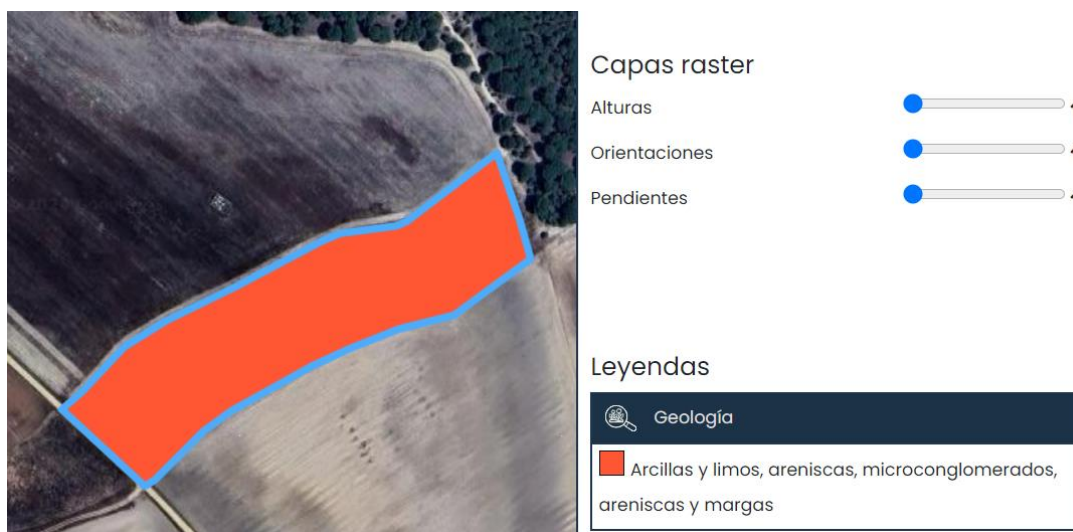 Capas raster
Alturas
Orientaciones
Pendientes
Leyendas
Geología
Arcillas y limos, areniscas, microconglomerados,
areniscas y margas